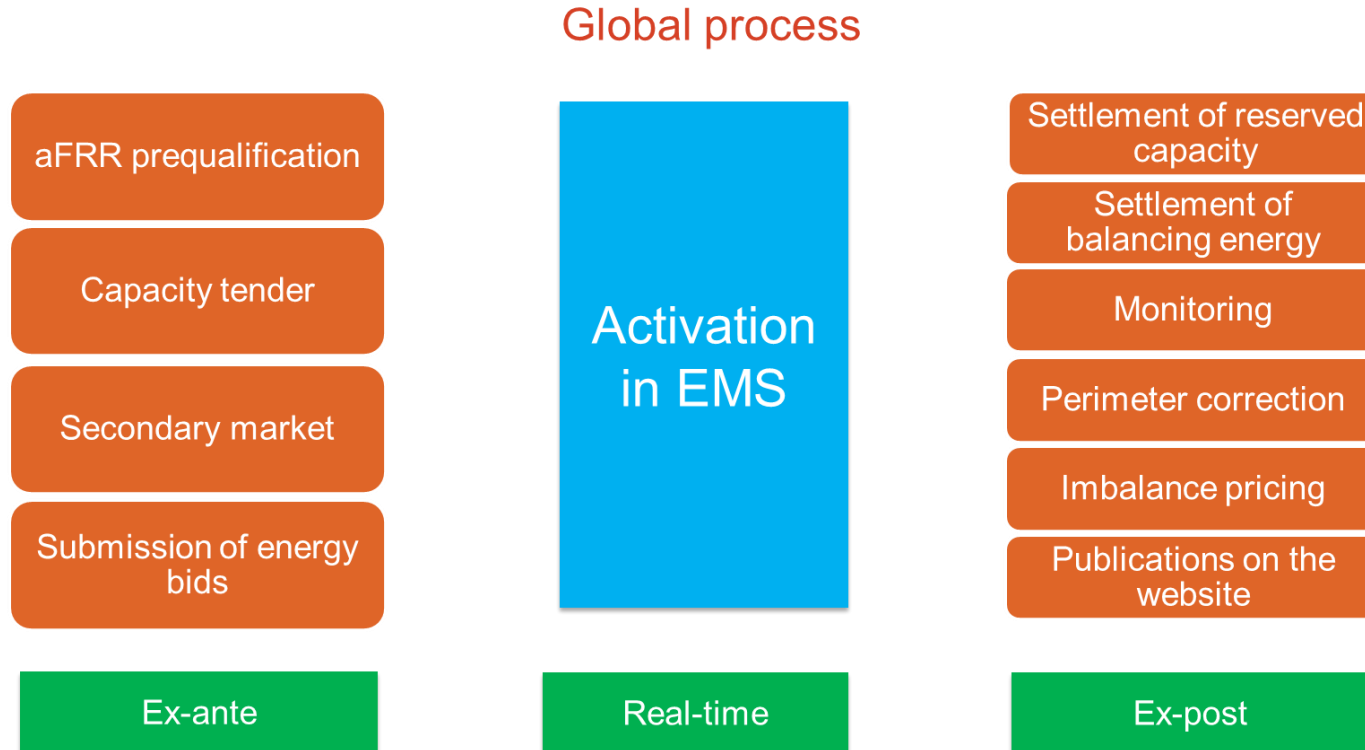 Global process
aFRR prequalification
Capacity tender
Secondary market
Submission of energy
bids
Ex-ante
Activation
in EMS
Real-time
Settlement of reserved
capacity
Settlement of
balancing energy
Monitoring
Perimeter correction
Imbalance pricing
Publications on the
website
Ex-post